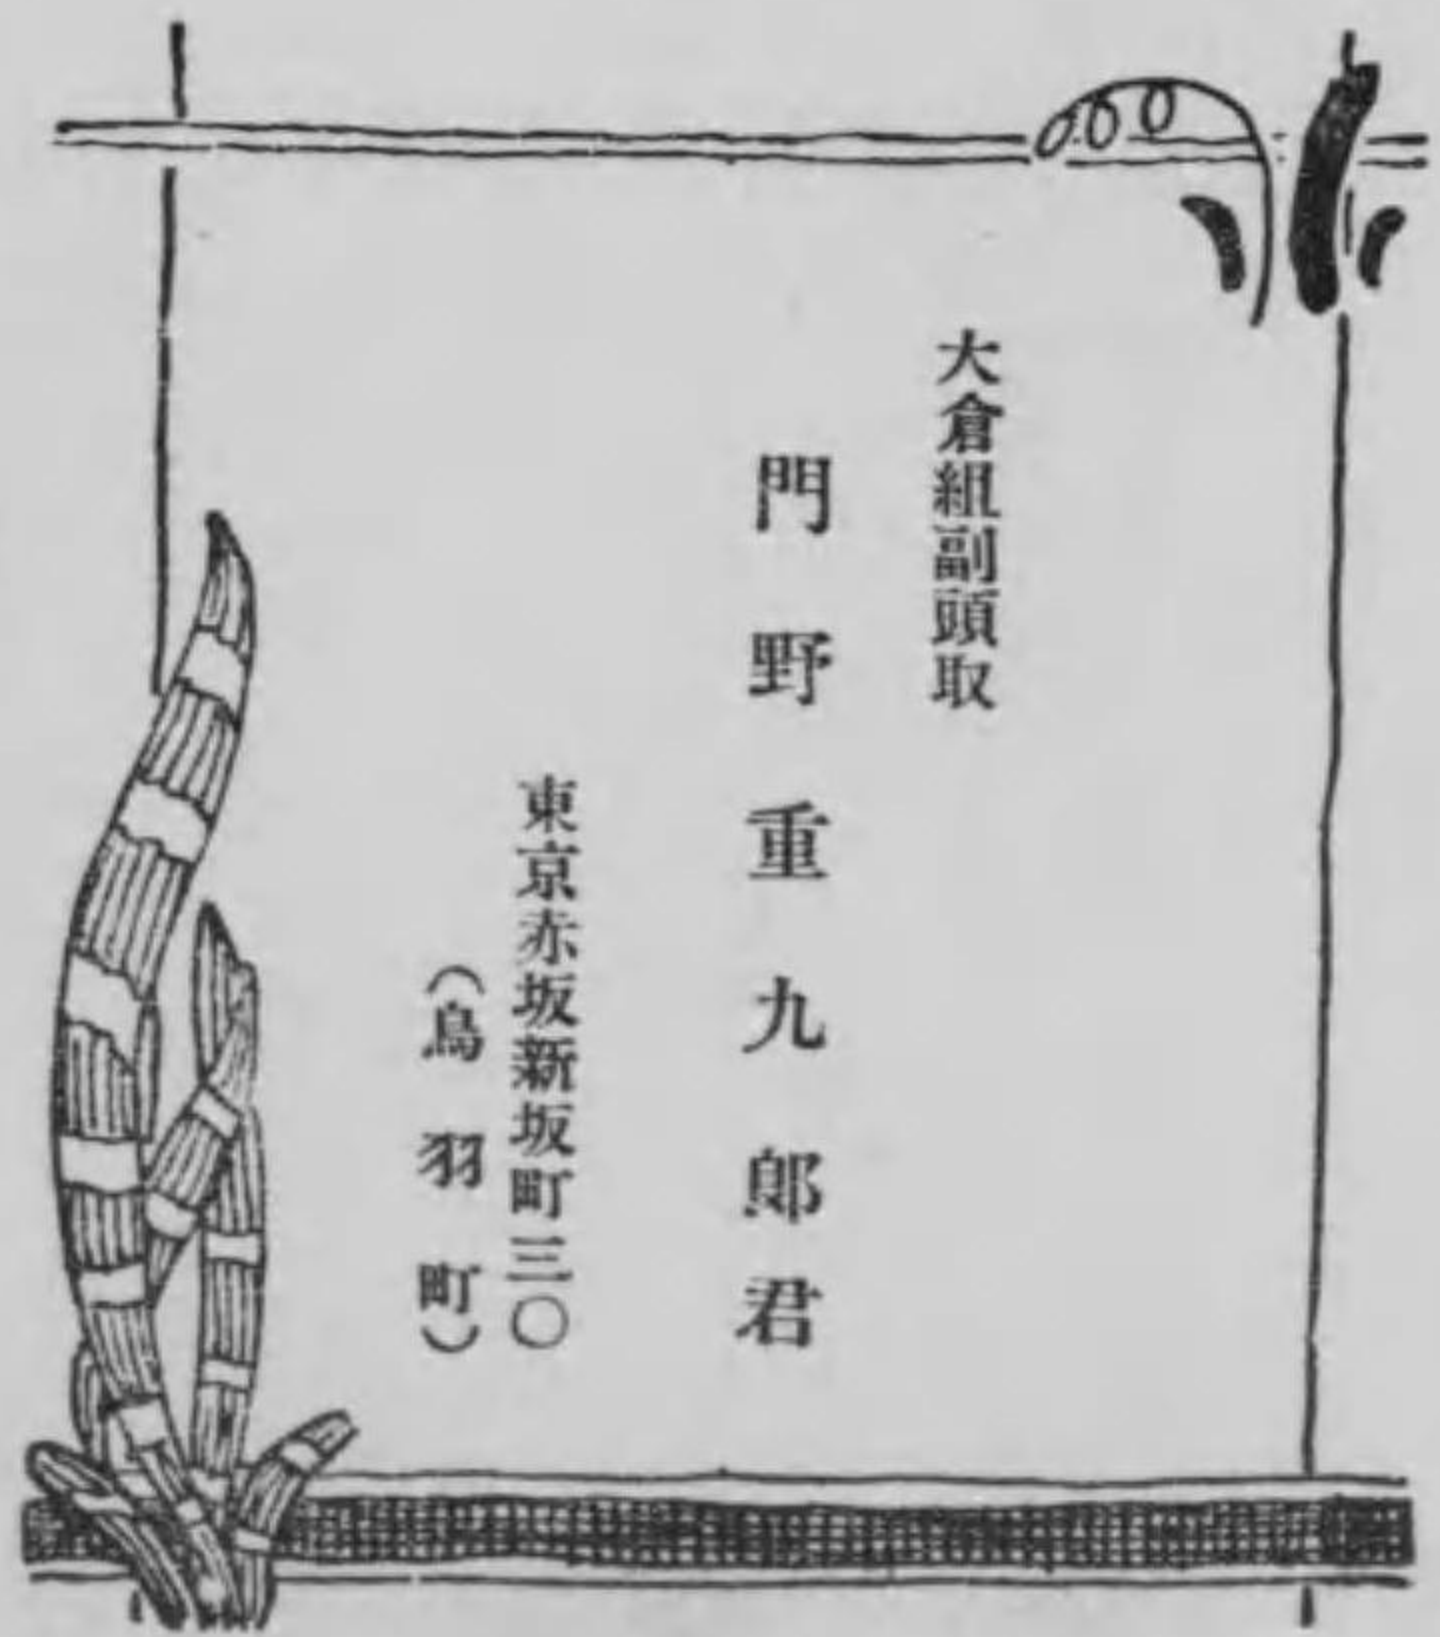 大倉組副頭取
門野重九郎君
東京赤坂新坂町三〇
（鳥羽町）